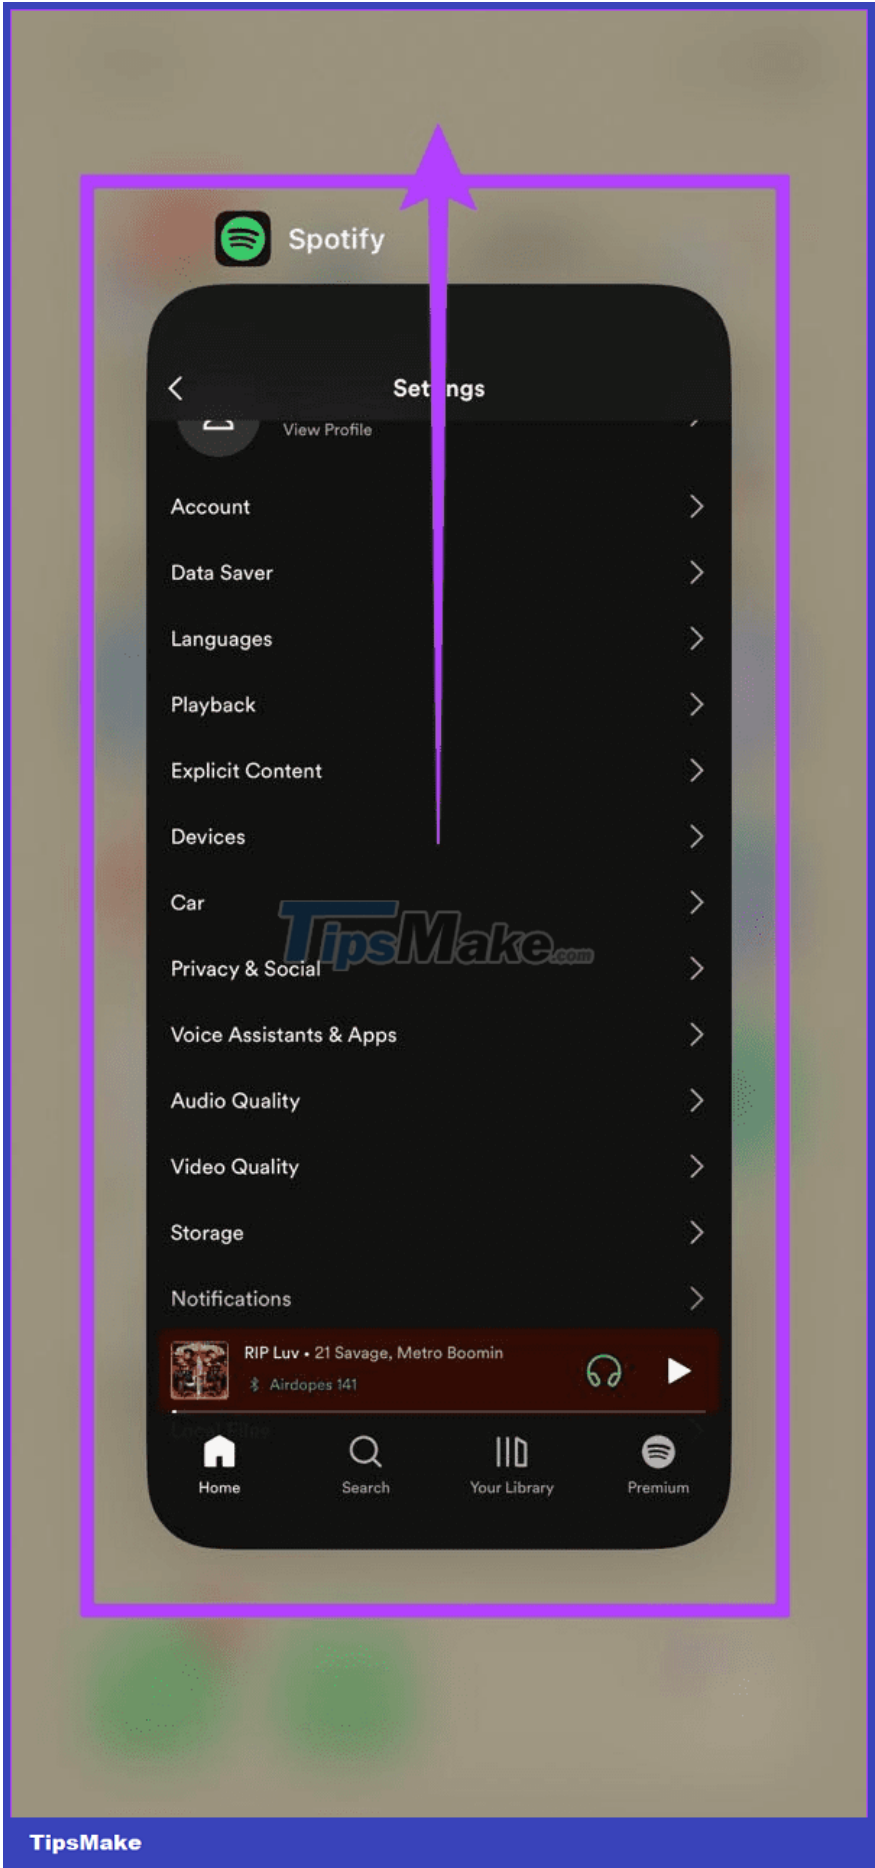 Spotify
Settings
View Profile
Account
Data Saver
Languages
Playback
Explicit Content
Devices
Car
TipsMake.com
Privacy & Social
Voice Assistants & Apps
Audio Quality
Video Quality
Storage
Notifications
RIP Luv • 21 Savage, Metro Boomin
Airdopes 141
Local Files
Home Search Your Library Premium
TipsMake